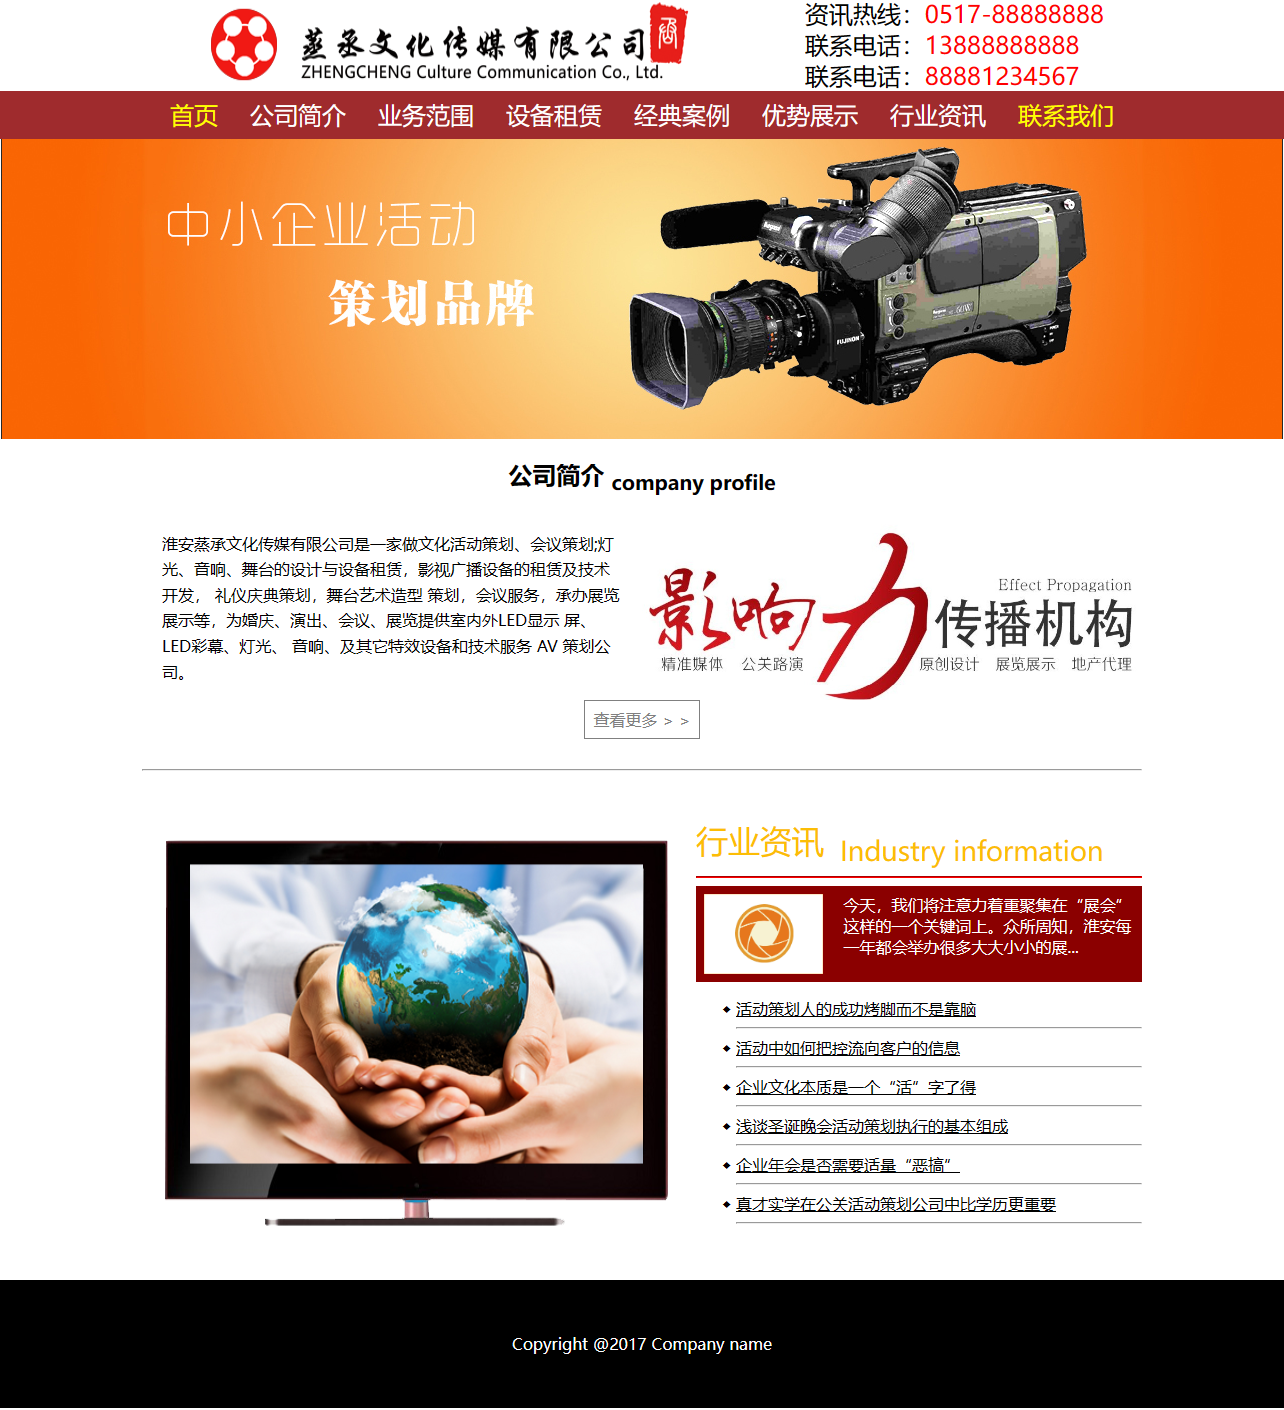 蒸丞文化传媒有限公司
ZHENGCHENG Culture Communication Co., Ltd.
资讯热线：0517-88888888
联系电话：13888888888
联系电话：88881234567
首页 公司简介 业务范围 设备租赁 经典案例 优势展示 行业资讯 联系我们
中小企业活动
策划品牌
FUJINON
公司简介 company profile
淮安蒸承文化传媒有限公司是一家做文化活动策划、会议策划;灯
光、音响、舞台的设计与设备租赁，影视广播设备的租赁及技术
开发， 礼仪庆典策划，舞台艺术造型 策划，会议服务，承办展览
展示等，为婚庆、演出、会议、展览提供室内外LED显示 屏、
LED彩幕、灯光、 音响、及其它特效设备和技术服务 AV 策划公
司。
影响力传播机构
Effect Propagation
精准媒体 公关路演 原创设计 展览展示 地产代理
查看更多 > >
行业资讯 Industry information
今天，我们将注意力着重聚集在“展会”
这样的一个关键词上。众所周知，淮安每
一年都会举办很多大大小小的展...
活动策划人的成功烤脚而不是靠脑
活动中如何把控流向客户的信息
企业文化本质是一个“活”字了得
浅谈圣诞晚会活动策划执行的基本组成
企业年会是否需要适量“恶搞”
真才实学在公关活动策划公司中比学历更重要
Copyright @2017 Company name